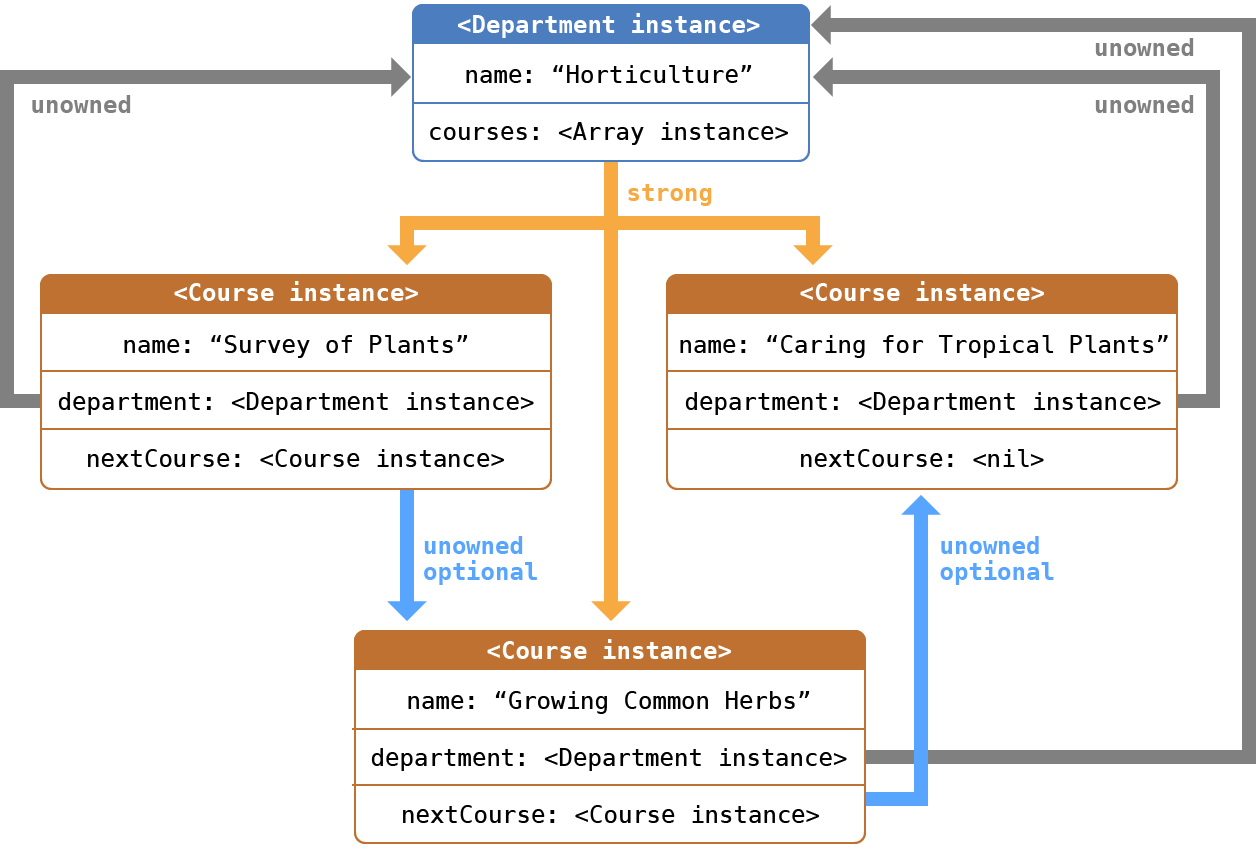 <Department instance>
unowned
name: “Horticulture”
unowned
unowned
courses: <Array instance>
strong
<Course instance>
<Course instance>
name: “Survey of Plants”
name: “Caring for Tropical Plants”
department: <Department instance>
department: <Department instance>
nextCourse: <Course instance>
nextCourse: <nil>
unowned
optional
unowned
optional
<Course instance>
name: “Growing Common Herbs”
department: <Department instance>
nextCourse: <Course instance>